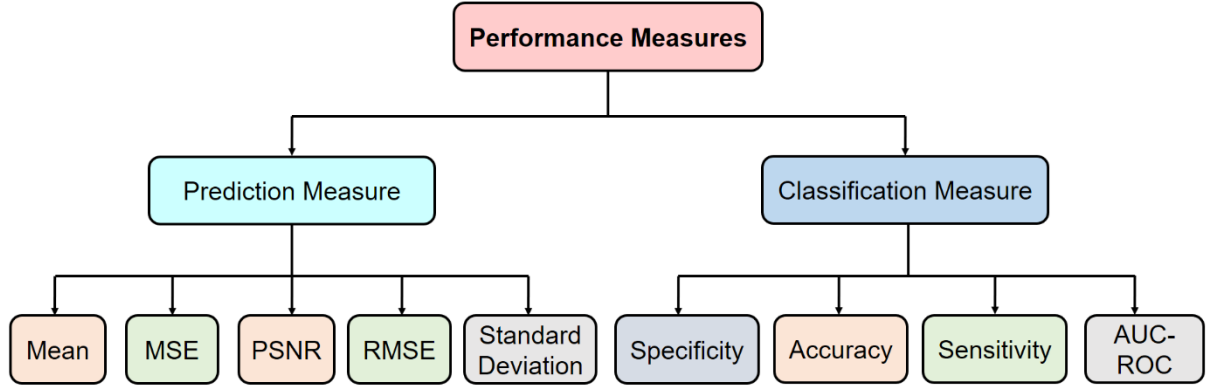 Performance Measures
Prediction Measure
Classification Measure
Mean
MSE
PSNR
RMSE
Standard
Deviation
Specificity
Accuracy
Sensitivity
AUC-
ROC